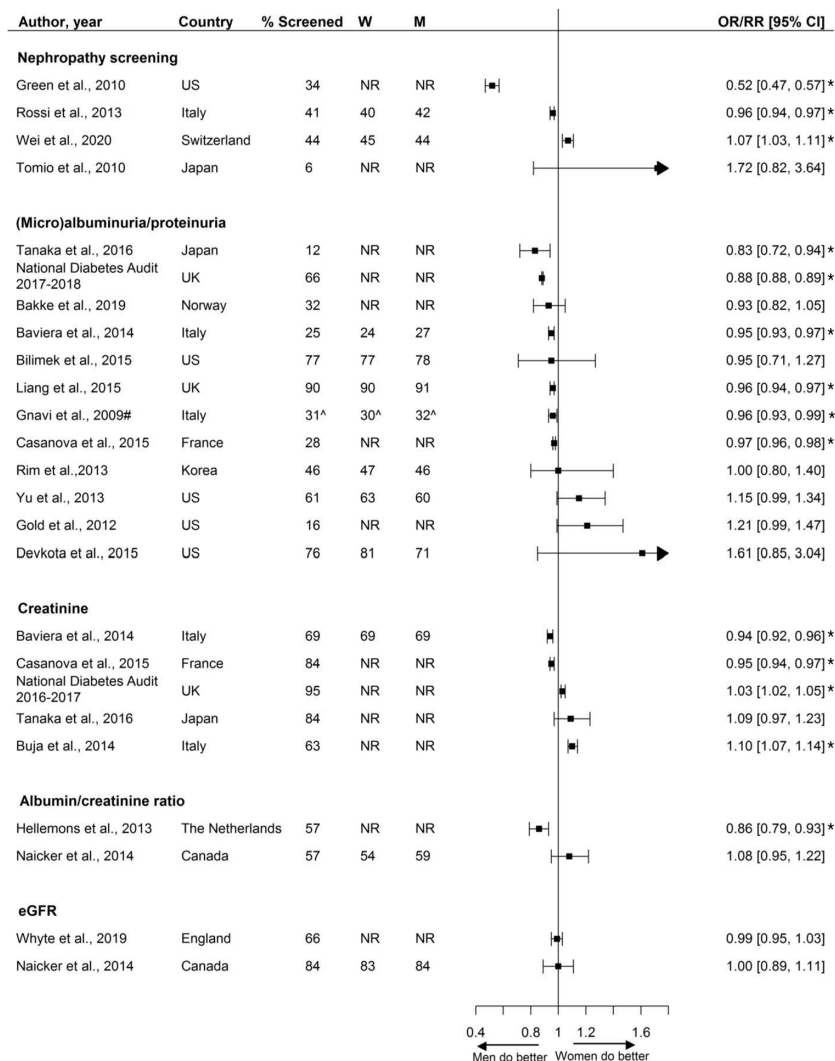 Author, year Country % Screened W M OR/RR [95% CI]
Nephropathy screening
Green et al., 2010 US 34 NR NR 0.52 [0.47, 0.57] *
Rossi et al., 2013 Italy 41 40 42 0.96 [0.94, 0.97] *
Wei et al., 2020 Switzerland 44 45 44 1.07 [1.03, 1.11] *
Tomio et al., 2010 Japan 6 NR NR 1.72 [0.82, 3.64]
(Micro)albuminuria/proteinuria
Tanaka et al., 2016 Japan 12 NR NR 0.83 [0.72, 0.94] *
National Diabetes Audit
2017-2018 UK 66 NR NR 0.88 [0.88, 0.89] *
Bakke et al., 2019 Norway 32 NR NR 0.93 [0.82, 1.05]
Baviera et al., 2014 Italy 25 24 27 0.95 [0.93, 0.97] *
Bilimek et al., 2015 US 77 77 78 0.95 [0.71, 1.27]
Liang et al., 2015 UK 90 90 91 0.96 [0.94, 0.97] *
Gnavi et al., 2009# Italy 31^ 30^ 32^ 0.96 [0.93, 0.99] *
Casanova et al., 2015 France 28 NR NR 0.97 [0.96, 0.98] *
Rim et al.,2013 Korea 46 47 46 1.00 [0.80, 1.40]
Yu et al., 2013 US 61 63 60 1.15 [0.99, 1.34]
Gold et al., 2012 US 16 NR NR 1.21 [0.99, 1.47]
Devkota et al., 2015 US 76 81 71 1.61 [0.85, 3.04]
Creatinine
Baviera et al., 2014 Italy 69 69 69 0.94 [0.92, 0.96] *
Casanova et al., 2015 France 84 NR NR 0.95 [0.94, 0.97] *
National Diabetes Audit
2016-2017 UK 95 NR NR 1.03 [1.02, 1.05] *
Tanaka et al., 2016 Japan 84 NR NR 1.09 [0.97, 1.23]
Buja et al., 2014 Italy 63 NR NR 1.10 [1.07, 1.14] *
Albumin/creatinine ratio
Hellemons et al., 2013 The Netherlands 57 NR NR 0.86 [0.79, 0.93] *
Naicker et al., 2014 Canada 57 54 59 1.08 [0.95, 1.22]
eGFR
Whyte et al., 2019 England 66 NR NR 0.99 [0.95, 1.03]
Naicker et al., 2014 Canada 84 83 84 1.00 [0.89, 1.11]
0.4 0.8 1 1.2 1.6
Men do better Women do better